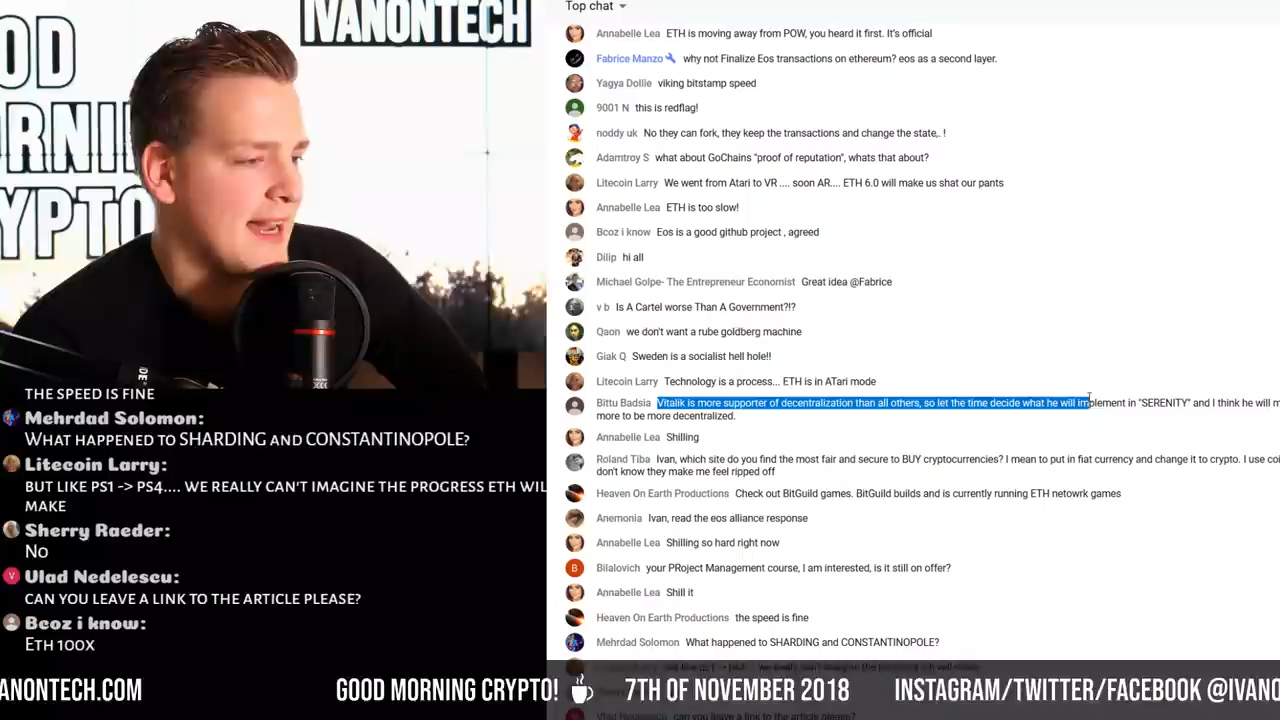 IVANONTECH
OD
RNI
YPTO
THE SPEED IS FINE
Mehrdad Solomon:
WHAT HAPPENED TO SHARDING AND CONSTANTINOPOLE?
Litecoin Larry:
BUT LIKE PS1 -> PS4.... WE REALLY CAN'T IMAGINE THE PROGRESS ETH WIL
MAKE
Sherry Raeder:
NO
Vlad Nedelescu:
CAN YOU LEAVE A LINK TO THE ARTICLE PLEASE?
Bcoz i know:
ETH 100X
Top chat
Annabelle Lea ETH is moving away from POW, you heard it first. It's official
Fabrice Manzo why not Finalize Eos transactions on ethereum? eos as a second layer.
Yagya Dollie viking bitstamp speed
9001 N this is redflag!
noddy uk No they can fork, they keep the transactions and change the state,. !
Adamtroy S what about GoChains "proof of reputation", whats that about?
Litecoin Larry We went from Atari to VR .... soon AR.... ETH 6.0 will make us shat our pants
Annabelle Lea ETH is too slow!
Bcoz i know Eos is a good github project , agreed
Dilip hi all
Michael Golpe- The Entrepreneur Economist Great idea @Fabrice
v b Is A Cartel worse Than A Government?!?
Qaon we don't want a rube goldberg machine
Giak Q Sweden is a socialist hell hole!!
Litecoin Larry Technology is a process... ETH is in ATari mode
Bittu Badsia Vitalik is more supporter of decentralization than all others, so let the time decide what he will implement in "SERENITY" and I think he will m
more to be more decentralized.
Annabelle Lea Shilling
Roland Tiba Ivan, which site do you find the most fair and secure to BUY cryptocurrencies? I mean to put in fiat currency and change it to crypto. I use coi
don't know they make me feel ripped off
Heaven On Earth Productions Check out BitGuild games. BitGuild builds and is currently running ETH netowrk games
Anemonia Ivan, read the eos alliance response
Annabelle Lea Shilling so hard right now
B Bilalovich your PRoject Management course, I am interested, is it still on offer?
Annabelle Lea Shill it
Heaven On Earth Productions the speed is fine
Mehrdad Solomon What happened to SHARDING and CONSTANTINOPOLE?
can you leave a link to the article please?
VANONTECH.COM GOOD MORNING CRYPTO! 7TH OF NOVEMBER 2018 INSTAGRAM/TWITTER/FACEBOOK @IVANO